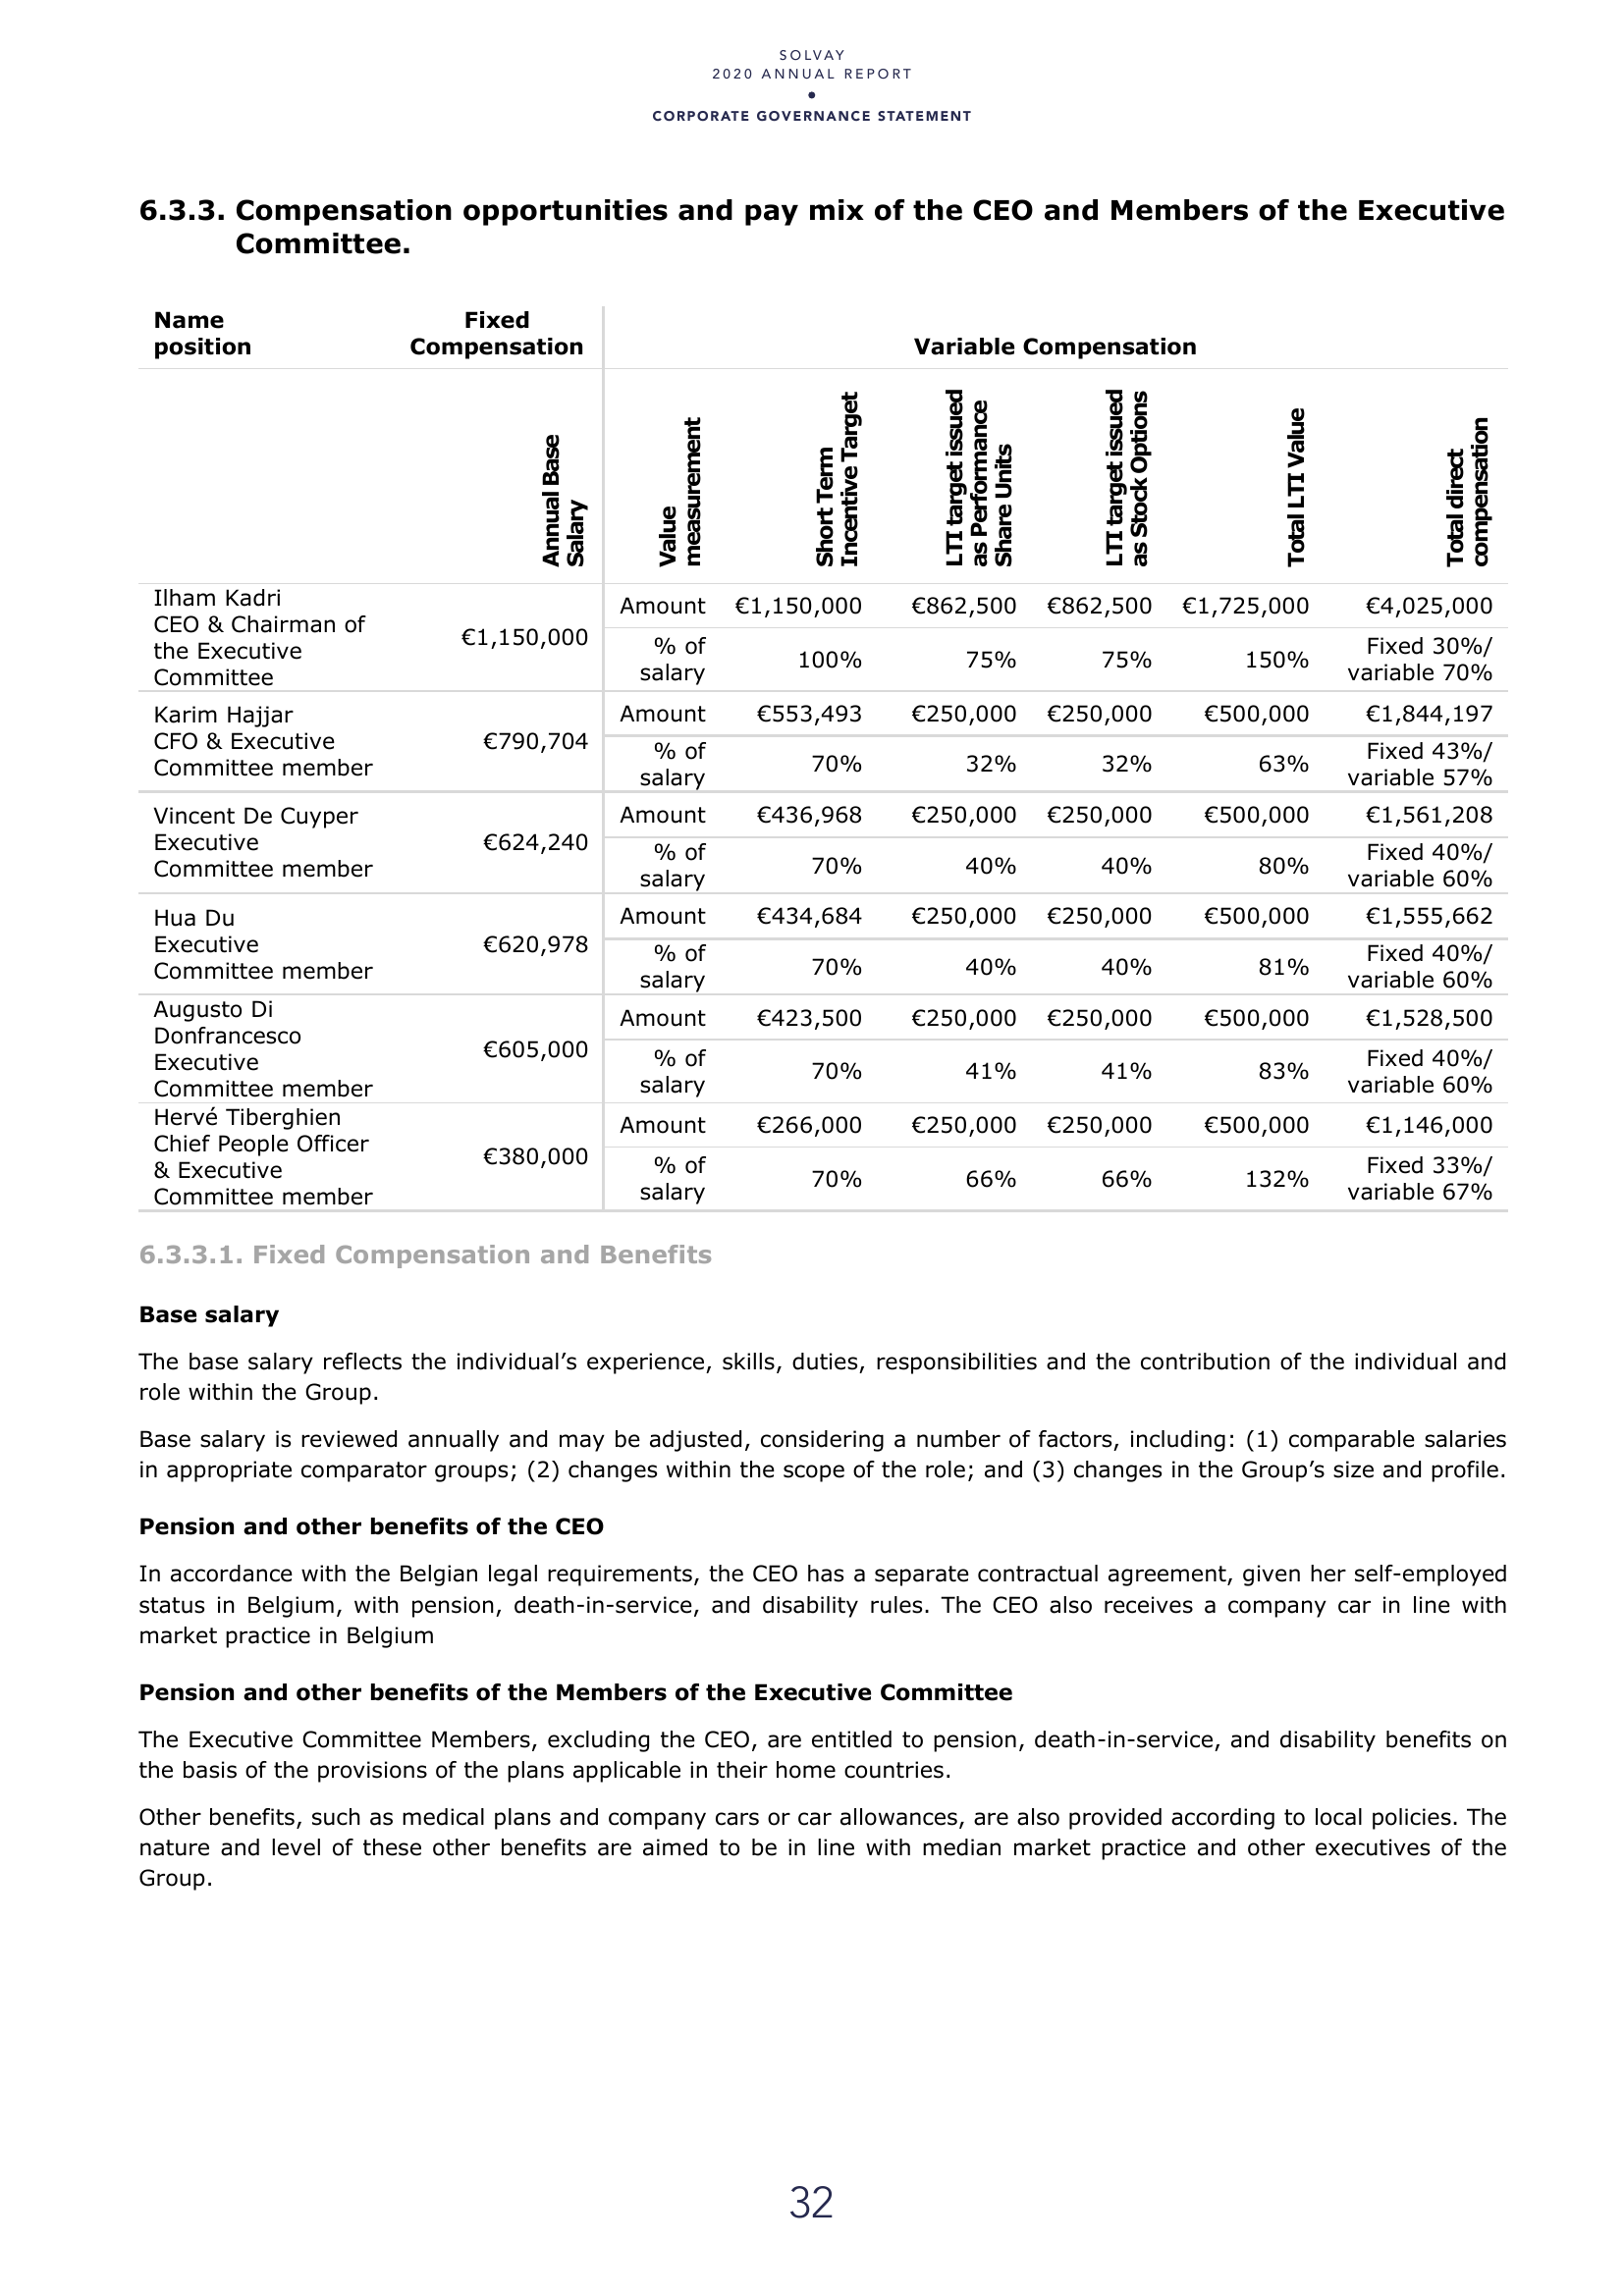 SOLVAY
2020 ANNUAL REPORT
•
CORPORATE GOVERNANCE STATEMENT
6.3.3. Compensation opportunities and pay mix of the CEO and Members of the Executive
Committee.
Name
position
Fixed
Compensation
Variable Compensation
Annual Base
Salary
Value
measurement
Short Term
Incentive Target
LTI target issued
as Performance
Share Units
LTI target issued
as Stock Options
Total LTI Value
Total direct
compensation
Ilham Kadri
CEO & Chairman of
the Executive
Committee
€1,150,000
Amount €1,150,000 €862,500 €862,500 €1,725,000 €4,025,000
% of
salary
100% 75% 75% 150%
Fixed 30%/
variable 70%
Karim Hajjar
CFO & Executive
Committee member
€790,704
Amount €553,493 €250,000 €250,000 €500,000 €1,844,197
% of
salary
70% 32% 32% 63%
Fixed 43%/
variable 57%
Vincent De Cuyper
Executive
Committee member
€624,240
Amount €436,968 €250,000 €250,000 €500,000 €1,561,208
% of
salary
70% 40% 40% 80%
Fixed 40%/
variable 60%
Hua Du
Executive
Committee member
€620,978
Amount €434,684 €250,000 €250,000 €500,000 €1,555,662
% of
salary
70% 40% 40% 81%
Fixed 40%/
variable 60%
Augusto Di
Donfrancesco
Executive
Committee member
€605,000
Amount €423,500 €250,000 €250,000 €500,000 €1,528,500
% of
salary
70% 41% 41% 83%
Fixed 40%/
variable 60%
Hervé Tiberghien
Chief People Officer
& Executive
Committee member
€380,000
Amount €266,000 €250,000 €250,000 €500,000 €1,146,000
% of
salary
70% 66% 66% 132%
Fixed 33%/
variable 67%
6.3.3.1. Fixed Compensation and Benefits
Base salary
The base salary reflects the individual’s experience, skills, duties, responsibilities and the contribution of the individual and
role within the Group.
Base salary is reviewed annually and may be adjusted, considering a number of factors, including: (1) comparable salaries
in appropriate comparator groups; (2) changes within the scope of the role; and (3) changes in the Group’s size and profile.
Pension and other benefits of the CEO
In accordance with the Belgian legal requirements, the CEO has a separate contractual agreement, given her self-employed
status in Belgium, with pension, death-in-service, and disability rules. The CEO also receives a company car in line with
market practice in Belgium
Pension and other benefits of the Members of the Executive Committee
The Executive Committee Members, excluding the CEO, are entitled to pension, death-in-service, and disability benefits on
the basis of the provisions of the plans applicable in their home countries.
Other benefits, such as medical plans and company cars or car allowances, are also provided according to local policies. The
nature and level of these other benefits are aimed to be in line with median market practice and other executives of the
Group.
32